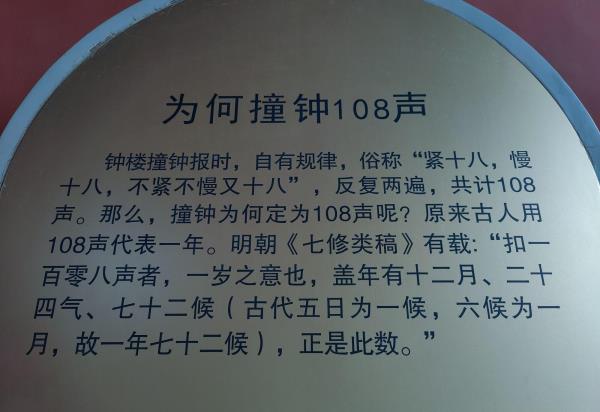 为何撞钟108声
钟楼撞钟报时，自有规律，俗称“紧十八，慢
十八，不紧不慢又十八”，反复两遍，共计108
声。那么，撞钟为何定为108声呢？原来古人用
108声代表一年。明朝《七修类稿》有载：“扣一
百零八声者，一岁之意也，盖年有十二月、二十
四气、七十二候（古代五日为一候，六候为一
月，故一年七十二候），正是此数。”